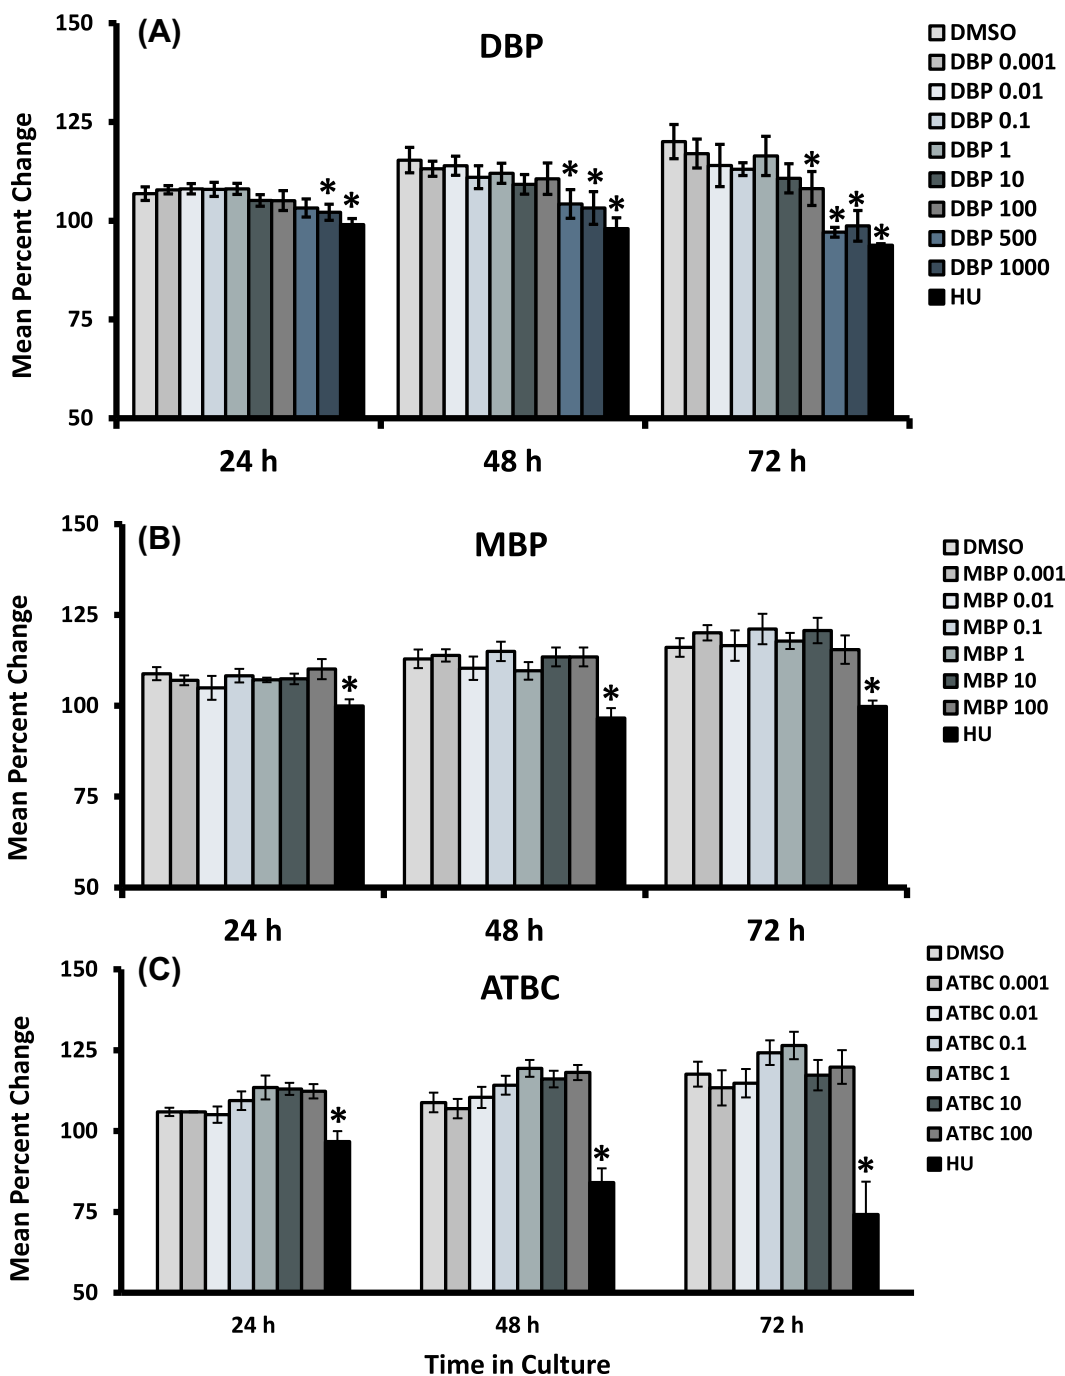 (A)
DBP
Mean Percent Change
150
125
100
75
50
* *
* * *
* * * *
24 h 48 h 72 h
DMSO
DBP 0.001
DBP 0.01
DBP 0.1
DBP 1
DBP 10
DBP 100
DBP 500
DBP 1000
HU
(B)
MBP
Mean Percent Change
150
125
100
75
50
* * *
24 h 48 h 72 h
DMSO
MBP 0.001
MBP 0.01
MBP 0.1
MBP 1
MBP 10
MBP 100
HU
(C)
ATBC
Mean Percent Change
150
125
100
75
50
* * *
24 h 48 h 72 h
Time in Culture
DMSO
ATBC 0.001
ATBC 0.01
ATBC 0.1
ATBC 1
ATBC 10
ATBC 100
HU